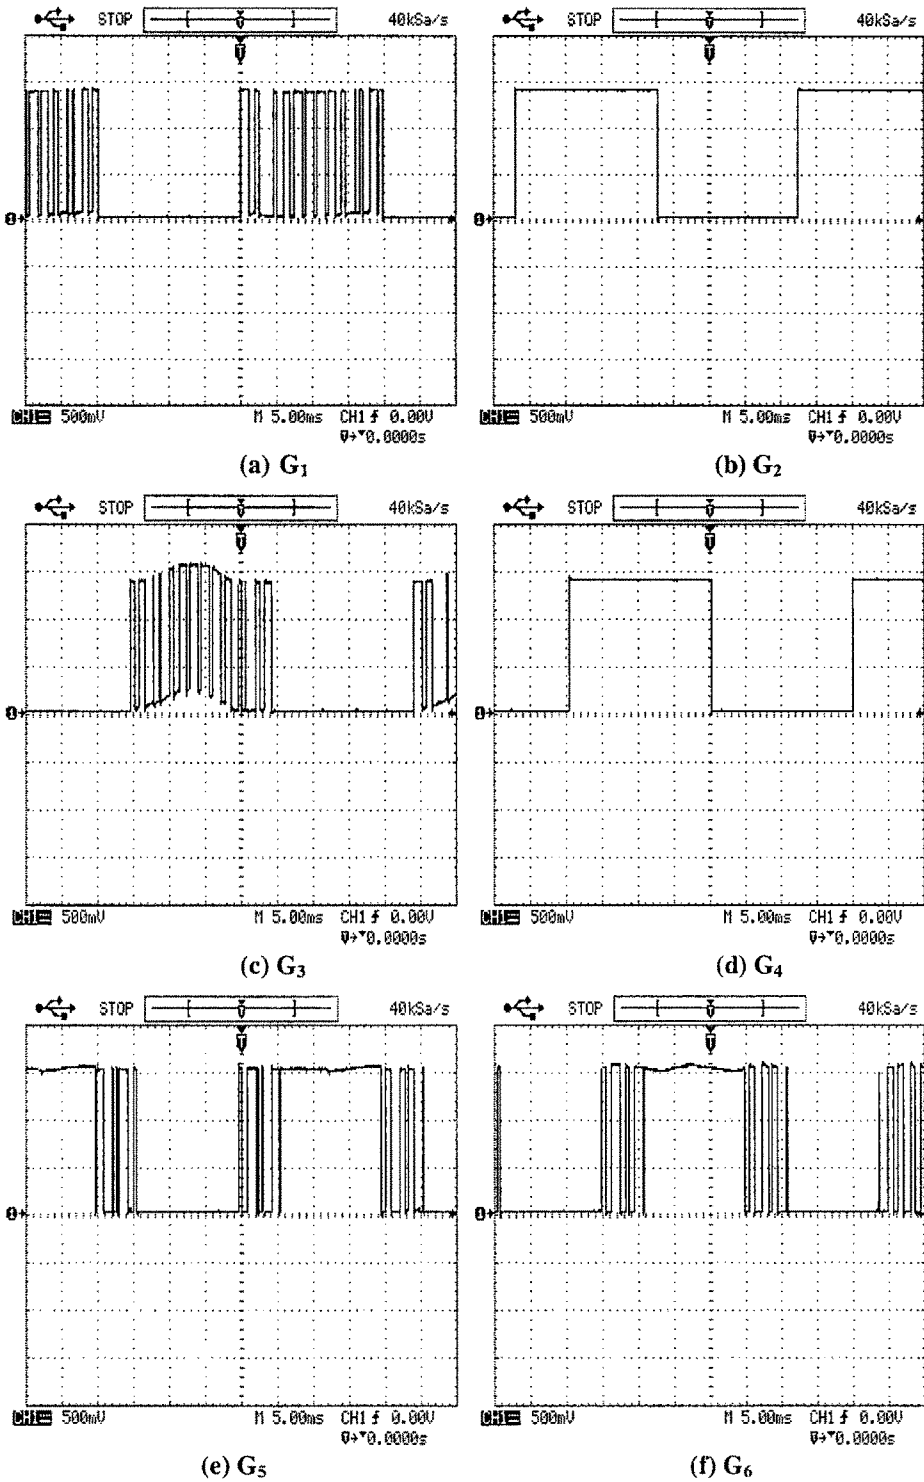 STOP T 40kSa/s
STOP T 40kSa/s
T
T
CH1 500mV M 5.00ms CH1 0.00V
0.0000s
CH1 500mV M 5.00ms CH1 0.00V
0.0000s
(a) G₁
(b) G₂
STOP T 40kSa/s
STOP T 40kSa/s
T
T
CH1 500mV M 5.00ms CH1 0.00V
0.0000s
CH1 500mV M 5.00ms CH1 0.00V
0.0000s
(c) G₃
(d) G₄
STOP T 40kSa/s
STOP T 40kSa/s
T
T
CH1 500mV M 5.00ms CH1 0.00V
0.0000s
CH1 500mV M 5.00ms CH1 0.00V
0.0000s
(e) G₅
(f) G₆